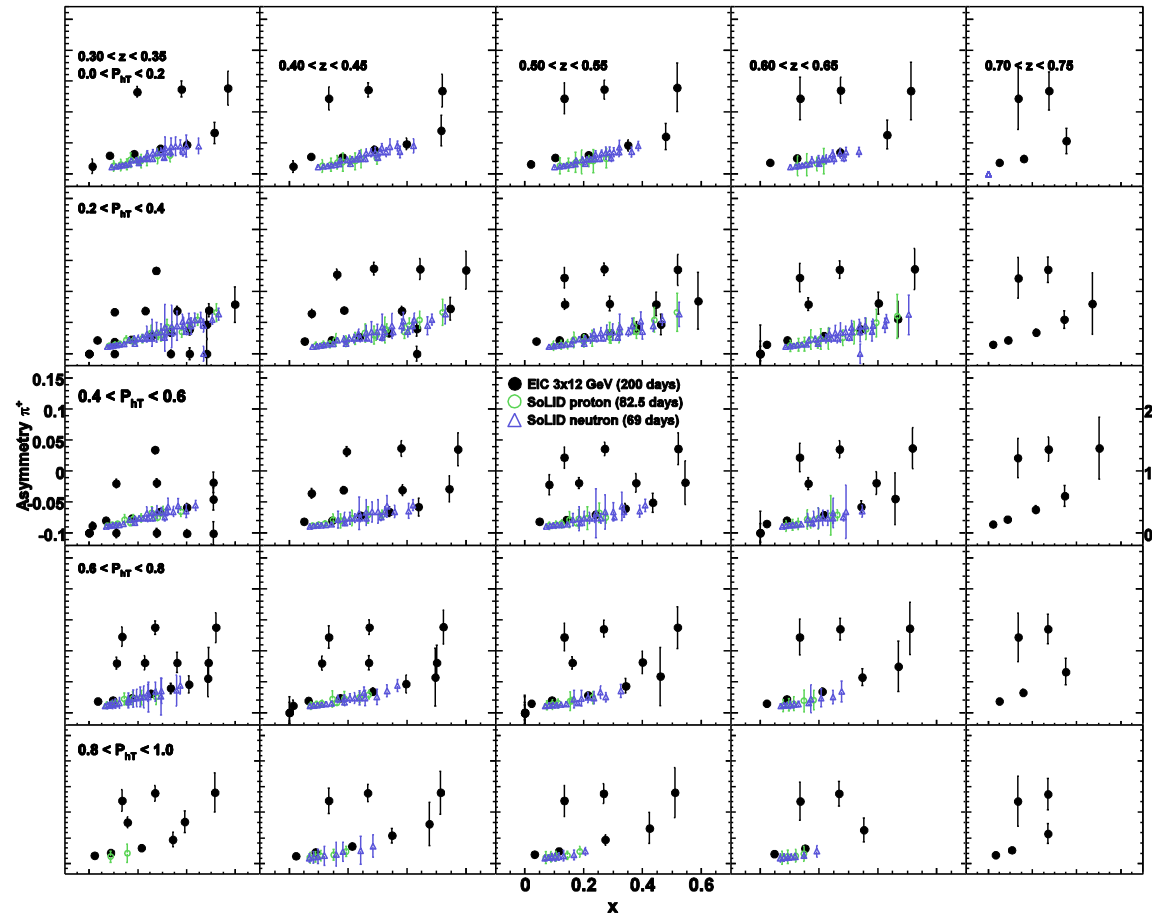 0.30 < z < 0.35
0.0 < P_hT < 0.2
0.40 < z < 0.45
0.50 < z < 0.55
0.60 < z < 0.65
0.70 < z < 0.75
0.2 < P_hT < 0.4
0.4 < P_hT < 0.6
0.15
0.1
0.05
0
-0.05
-0.1
Asymmetry π⁺
EIC 3x12 GeV (200 days)
SoLID proton (82.5 days)
SoLID neutron (69 days)
2
1
0
0.6 < P_hT < 0.8
0.8 < P_hT < 1.0
0 0.2 0.4 0.6
x